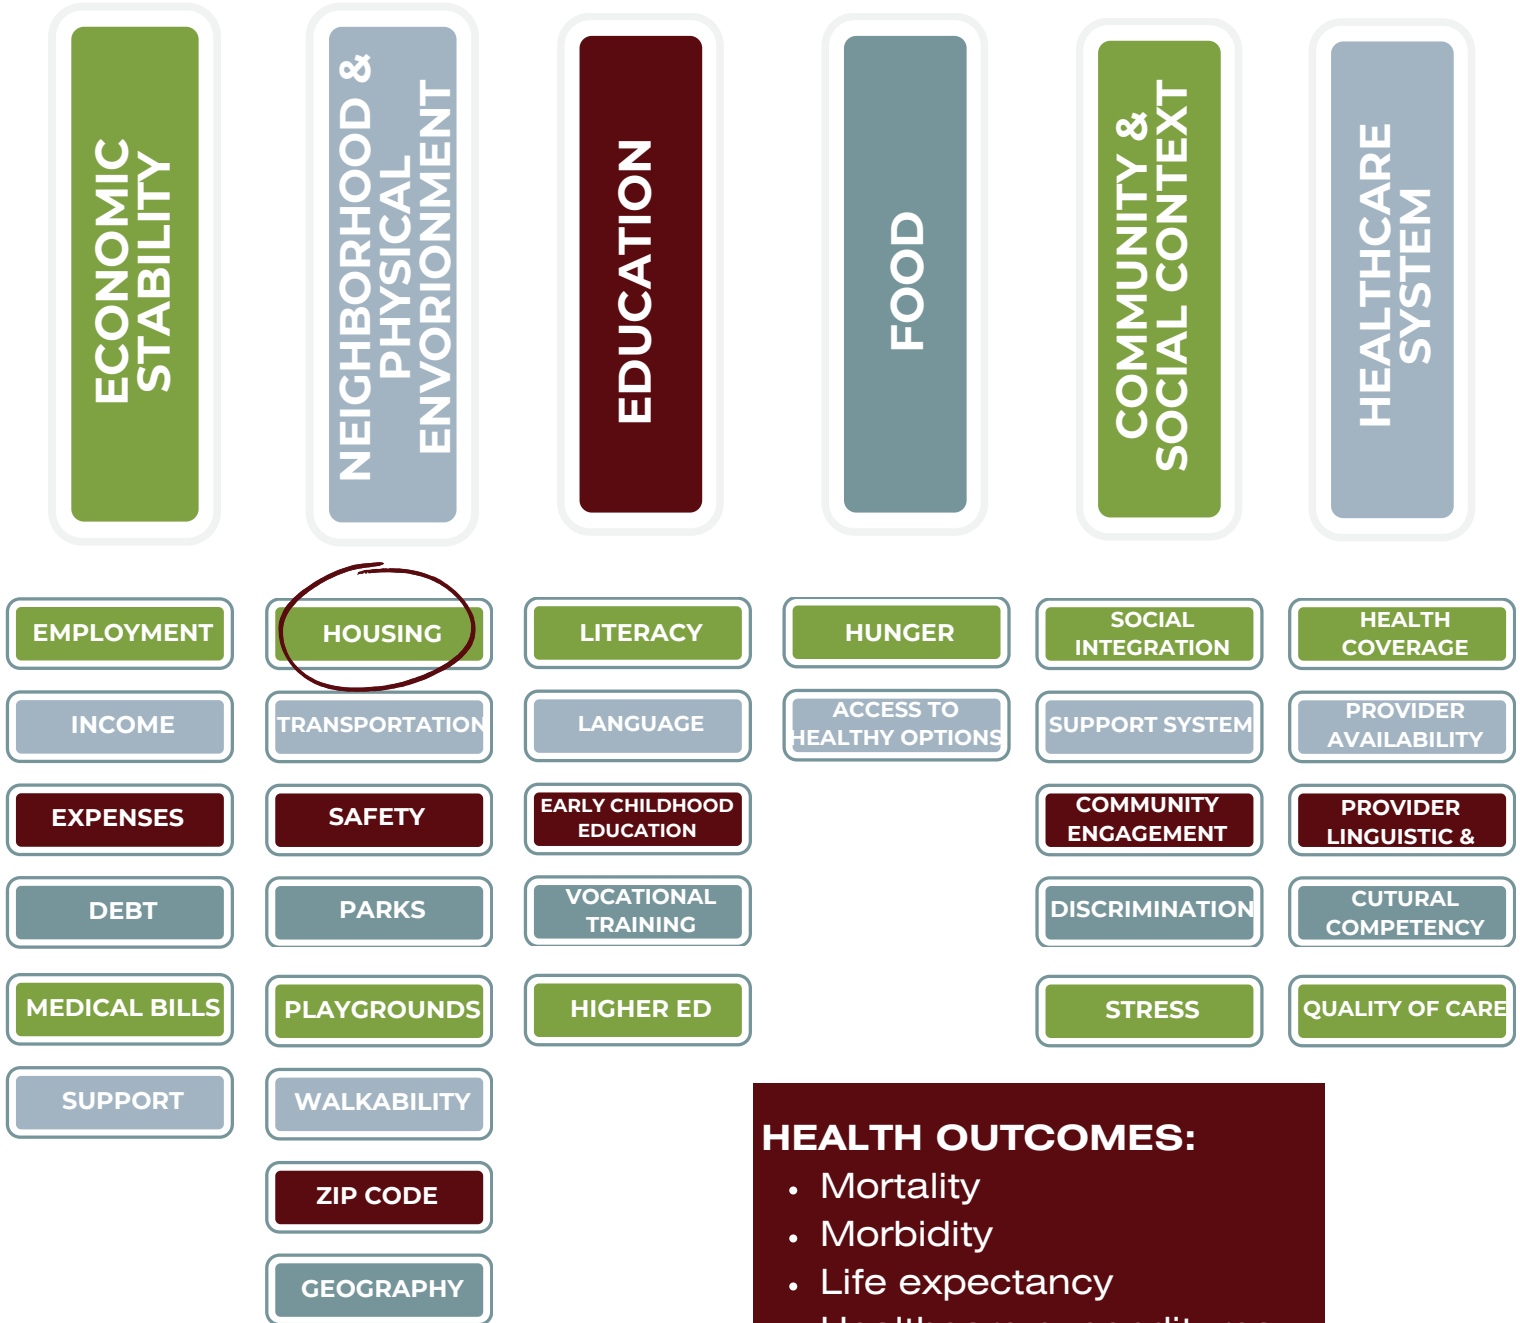 ECONOMIC
STABILITY
NEIGHBORHOOD &
PHYSICAL
ENVORIONMENT
EDUCATION
FOOD
COMMUNITY &
SOCIAL CONTEXT
HEALTHCARE
SYSTEM
EMPLOYMENT
INCOME
EXPENSES
DEBT
MEDICAL BILLS
SUPPORT
HOUSING
TRANSPORTATION
SAFETY
PARKS
PLAYGROUNDS
WALKABILITY
ZIP CODE
GEOGRAPHY
LITERACY
LANGUAGE
EARLY CHILDHOOD
EDUCATION
VOCATIONAL
TRAINING
HIGHER ED
HUNGER
ACCESS TO
HEALTHY OPTIONS
SOCIAL
INTEGRATION
SUPPORT SYSTEM
COMMUNITY
ENGAGEMENT
DISCRIMINATION
STRESS
HEALTH
COVERAGE
PROVIDER
AVAILABILITY
PROVIDER
LINGUISTIC &
CUTURAL
COMPETENCY
QUALITY OF CARE
HEALTH OUTCOMES:
• Mortality
• Morbidity
• Life expectancy